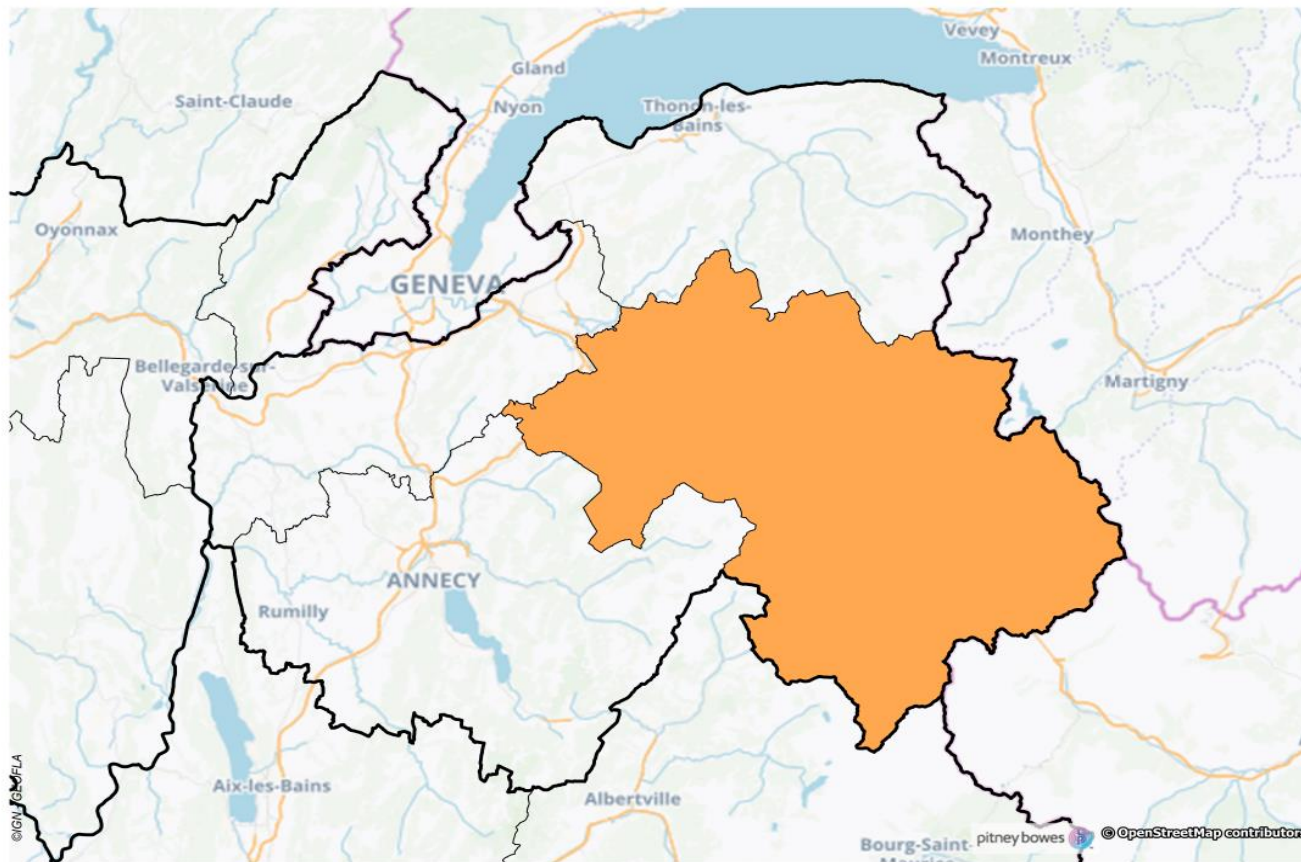 Vevey
Montreux
Gland
Saint-Claude
Nyon
Thonon-les-
Bains
Oyonnax
Monthey
GENEVA
Bellegarde-sur-
Valserine
Martigny
ANNECY
Rumilly
Aix-les-Bains
Albertville
Bourg-Saint-
pitney bowes
© OpenStreetMap contributors